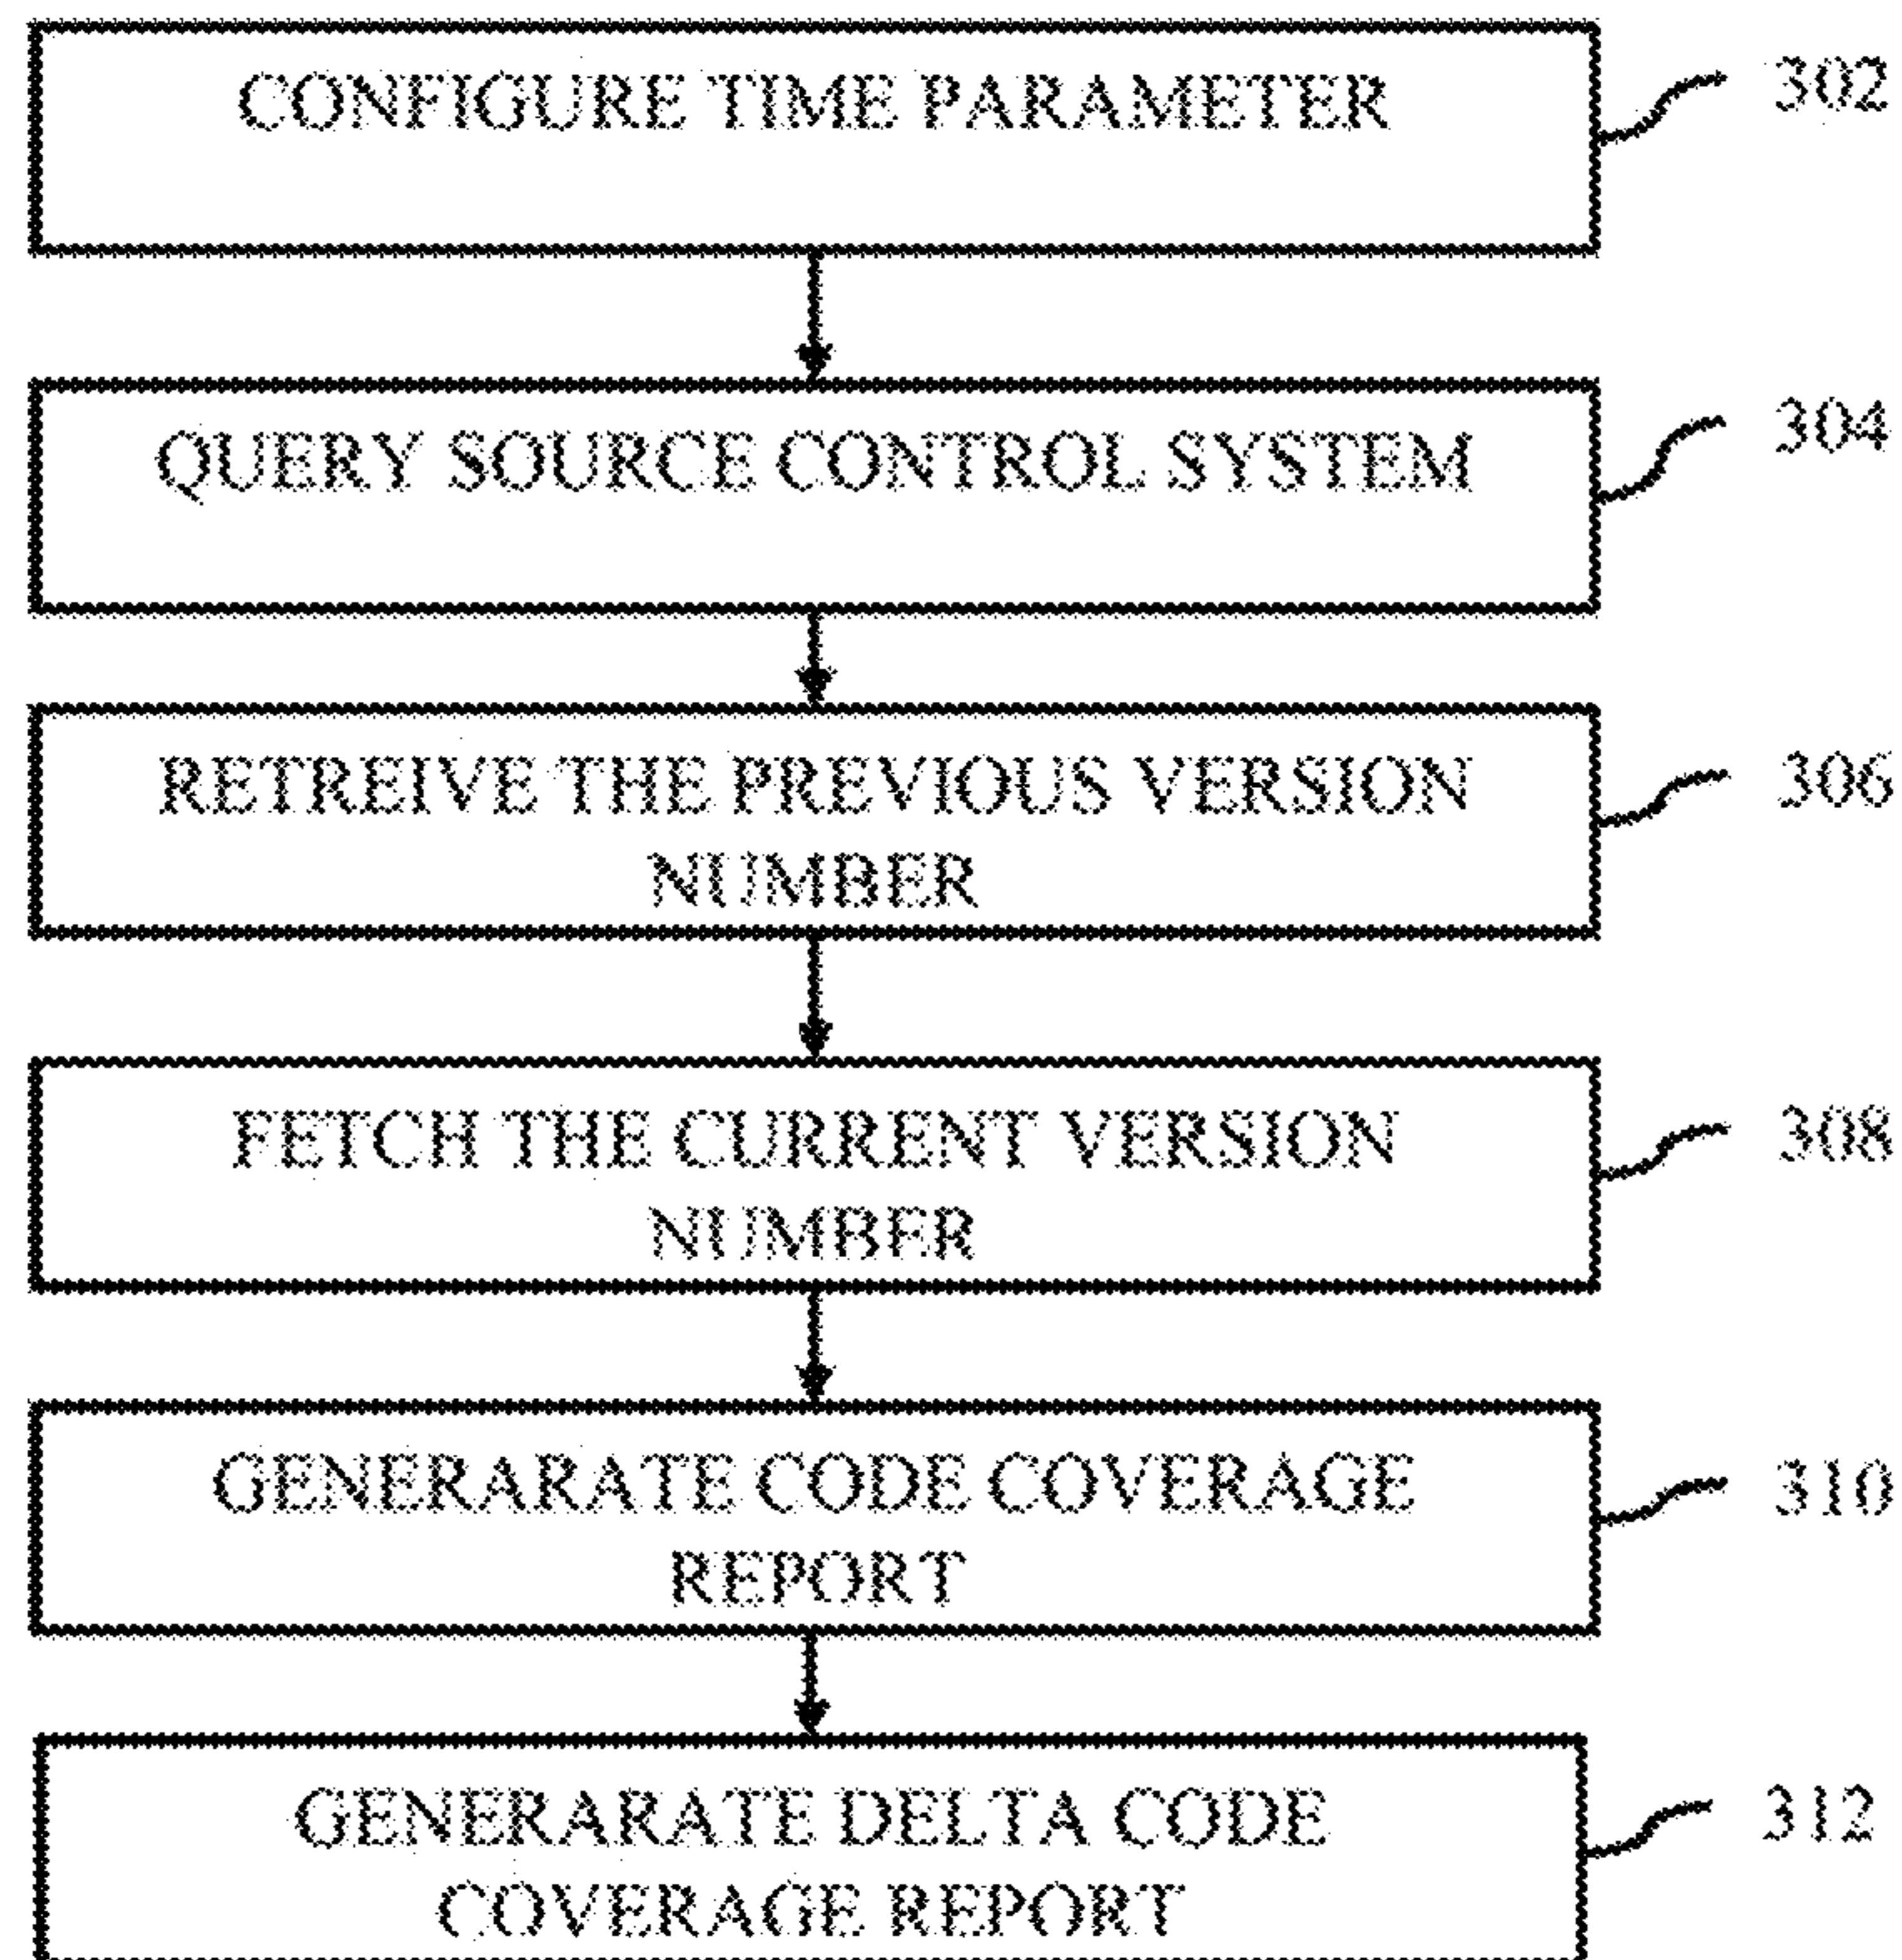 CONFIGURE TIME PARAMETER
302
QUERY SOURCE CONTROL SYSTEM
304
RETREIVE THE PREVIOUS VERSION
NUMBER
306
FETCH THE CURRENT VERSION
NUMBER
308
GENERARATE CODE COVERAGE
REPORT
310
GENERARATE DELTA CODE
COVERAGE REPORT
312